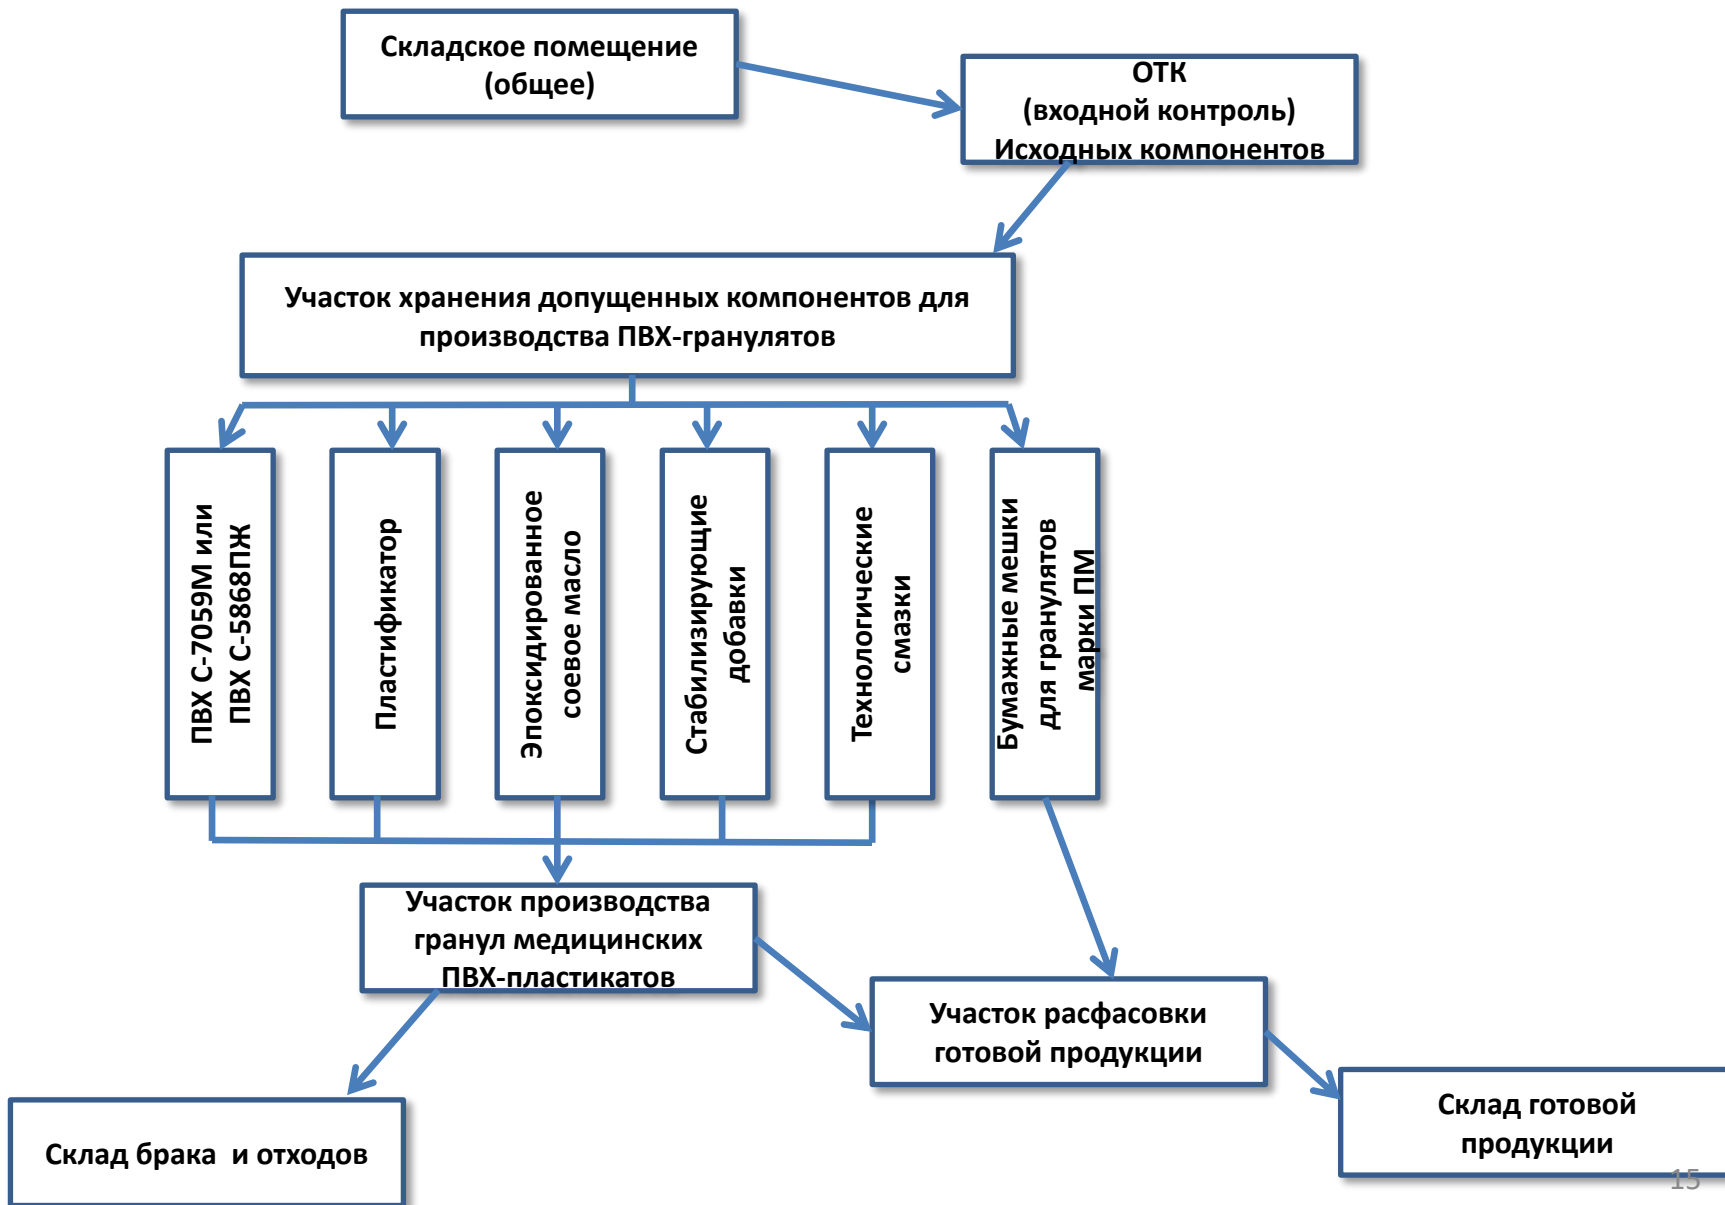 Складское помещение
(общее)
ОТК
(входной контроль)
Исходных компонентов
Участок хранения допущенных компонентов для
производства ПВХ-гранулятов
ПВХ С-7059М или
ПВХ С-5868ПЖ
Пластификатор
Эпоксидированное
соевое масло
Стабилизирующие
добавки
Технологические
смазки
Бумажные мешки
для гранулятов
марки ПМ
Участок производства
гранул медицинских
ПВХ-пластикатов
Участок расфасовки
готовой продукции
Склад готовой
продукции
Склад брака и отходов
15